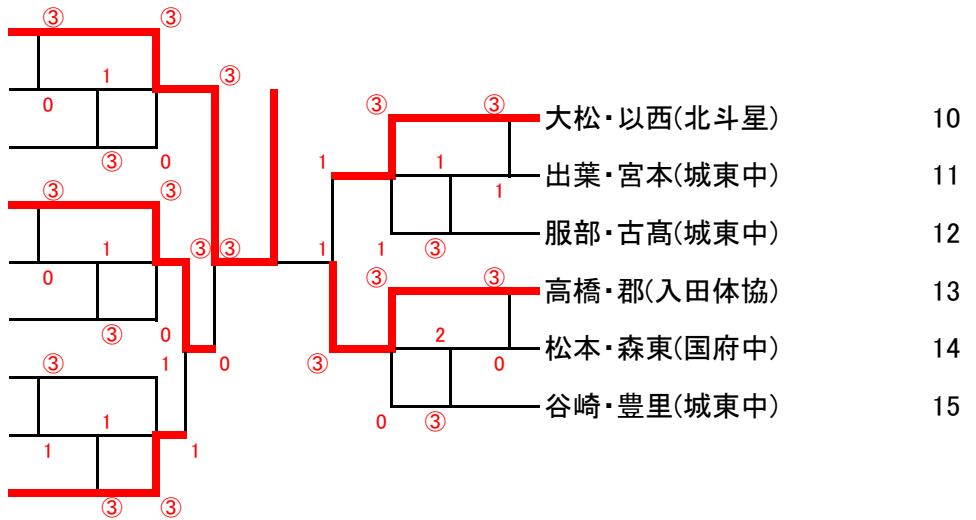 ③ ③
1 ③
0 ③ ③
大松・以西(北斗星) 10
③ 0 1 1
出葉・宮本(城東中) 11
③ ③ 1
1 ③ ③ 1 1 ③
服部・古髙(城東中) 12
0 ③ ③
高橋・郡(入田体協) 13
③ 0 2
松本・森東(国府中) 14
③ 1 0 ③ 0
谷崎・豊里(城東中) 15
1 0 ③
1 1
③ ③